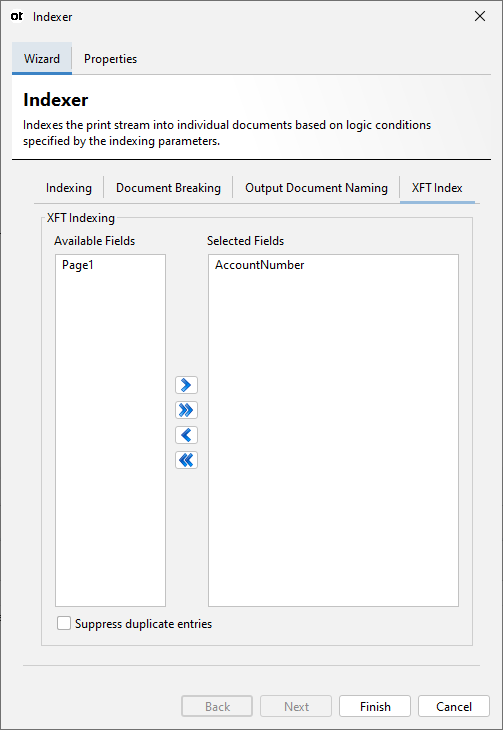 ot Indexer
Wizard Properties
Indexer
Indexes the print stream into individual documents based on logic conditions
specified by the indexing parameters.
Indexing Document Breaking Output Document Naming XFT Index
XFT Indexing
Available Fields Selected Fields
Page1 AccountNumber
Suppress duplicate entries
Back Next Finish Cancel